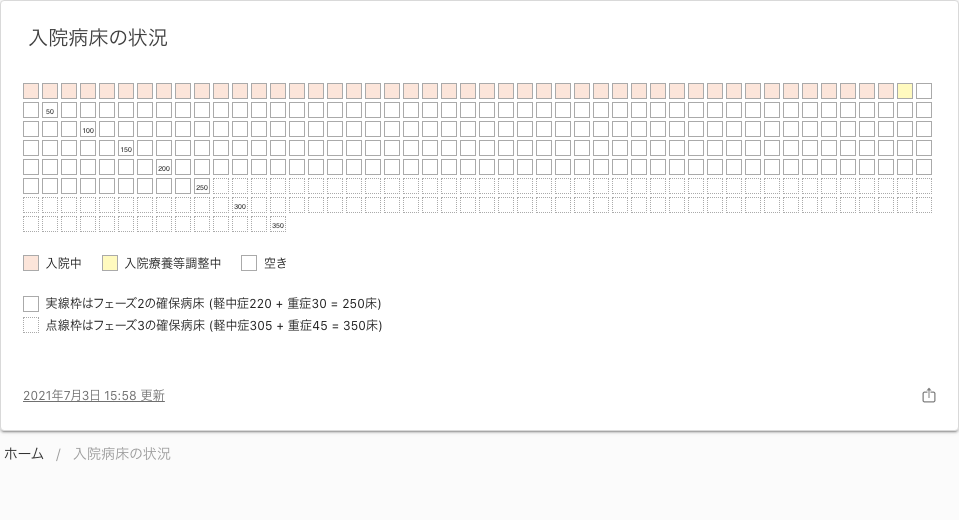 入院病床の状況
50
100
150
200
250
300
350
入院中 入院療養等調整中 空き
実線枠はフェーズ2の確保病床 (軽中症220 + 重症30 = 250床)
点線枠はフェーズ3の確保病床 (軽中症305 + 重症45 = 350床)
2021年7月3日 15:58 更新
ホーム / 入院病床の状況